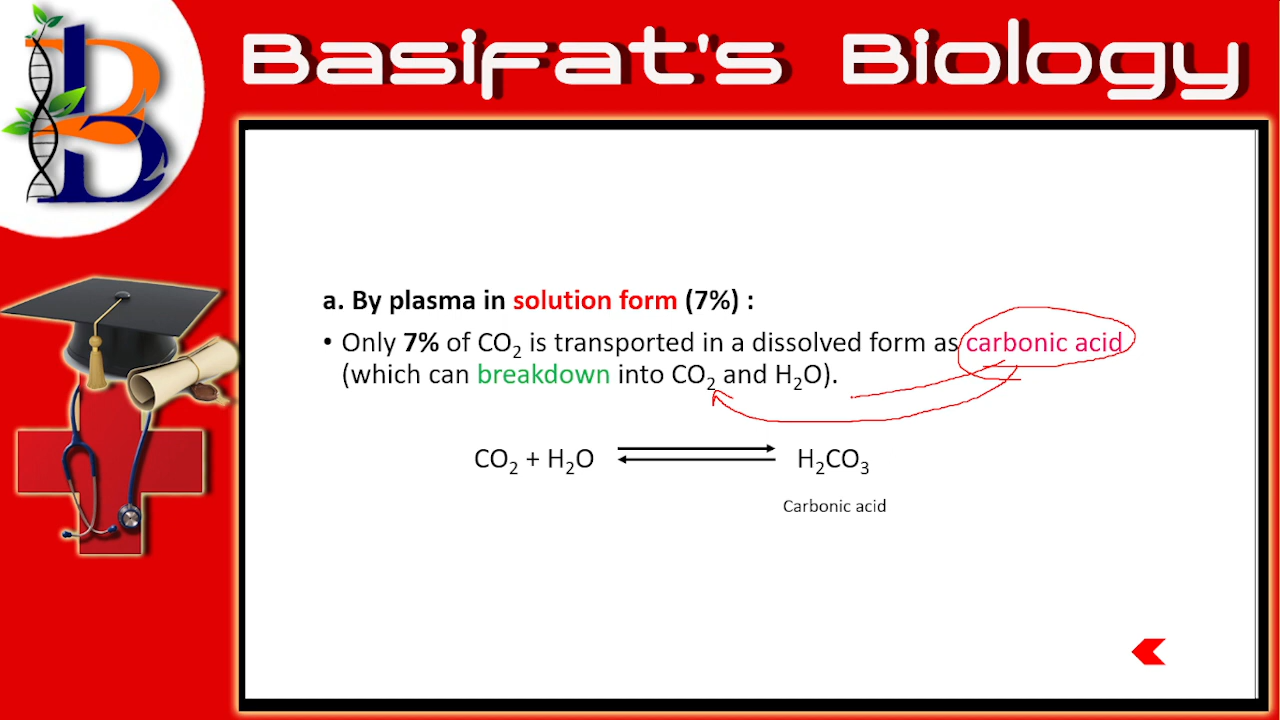 Basifat's Biology
a. By plasma in solution form (7%) :
• Only 7% of CO₂ is transported in a dissolved form as carbonic acid
(which can breakdown into CO₂ and H₂O).
CO₂ + H₂O ⇌ H₂CO₃
Carbonic acid